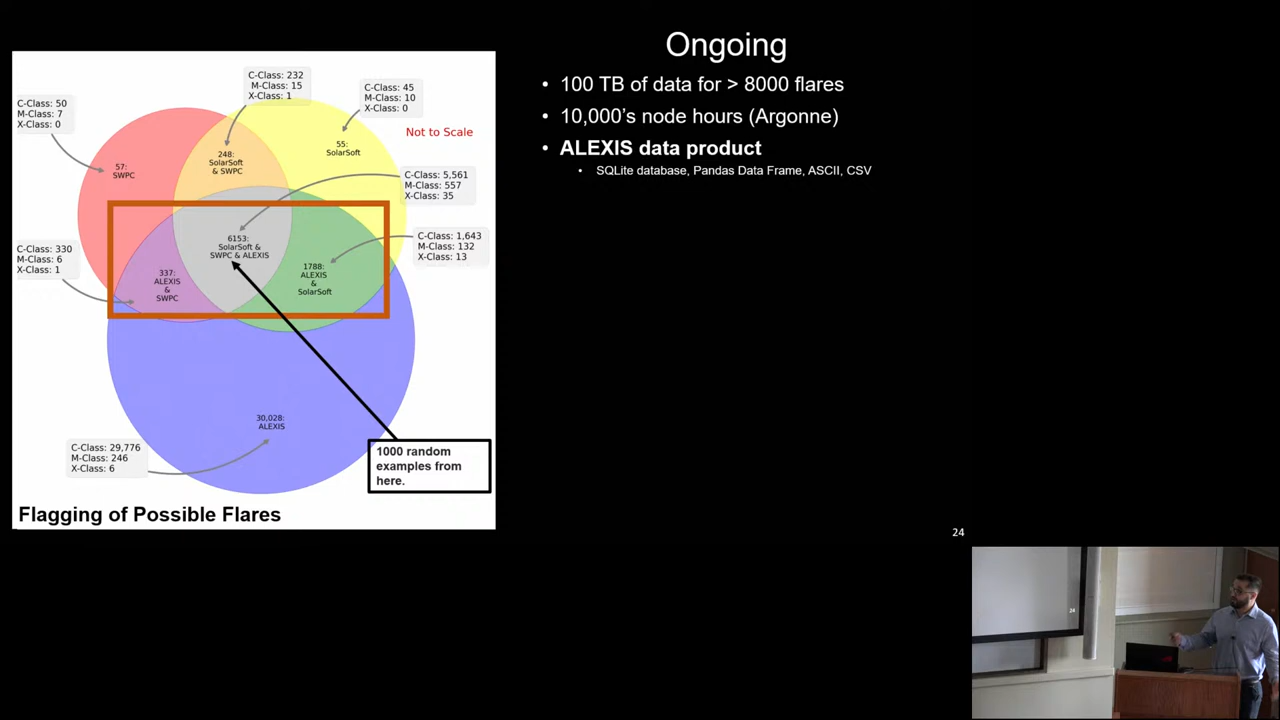 Ongoing
• 100 TB of data for > 8000 flares
• 10,000's node hours (Argonne)
• ALEXIS data product
• SQLite database, Pandas Data Frame, ASCII, CSV
C-Class: 232
M-Class: 15
X-Class: 1
C-Class: 45
M-Class: 10
X-Class: 0
C-Class: 50
M-Class: 7
X-Class: 0
Not to Scale
248:
SolarSoft
& SWPC
55:
SolarSoft
57:
SWPC
C-Class: 5,561
M-Class: 557
X-Class: 35
6153:
SolarSoft &
SWPC & ALEXIS
C-Class: 1,643
M-Class: 132
X-Class: 13
C-Class: 330
M-Class: 6
X-Class: 1
337:
ALEXIS
&
SWPC
1788:
ALEXIS
&
SolarSoft
30,028:
ALEXIS
C-Class: 29,776
M-Class: 246
X-Class: 6
1000 random
examples from
here.
Flagging of Possible Flares
24
24